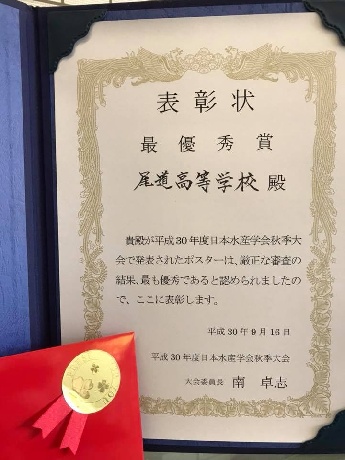 表彰状
最優秀賞
尾道高等学校 殿
貴殿が平成30年度日本水産学会秋季大
会で発表されたポスターは、厳正な審査の
結果、最も優秀であると認められましたの
で、ここに表彰します。
平成30年9月16日
平成30年度日本水産学会秋季大会
大会委員長 南 卓志